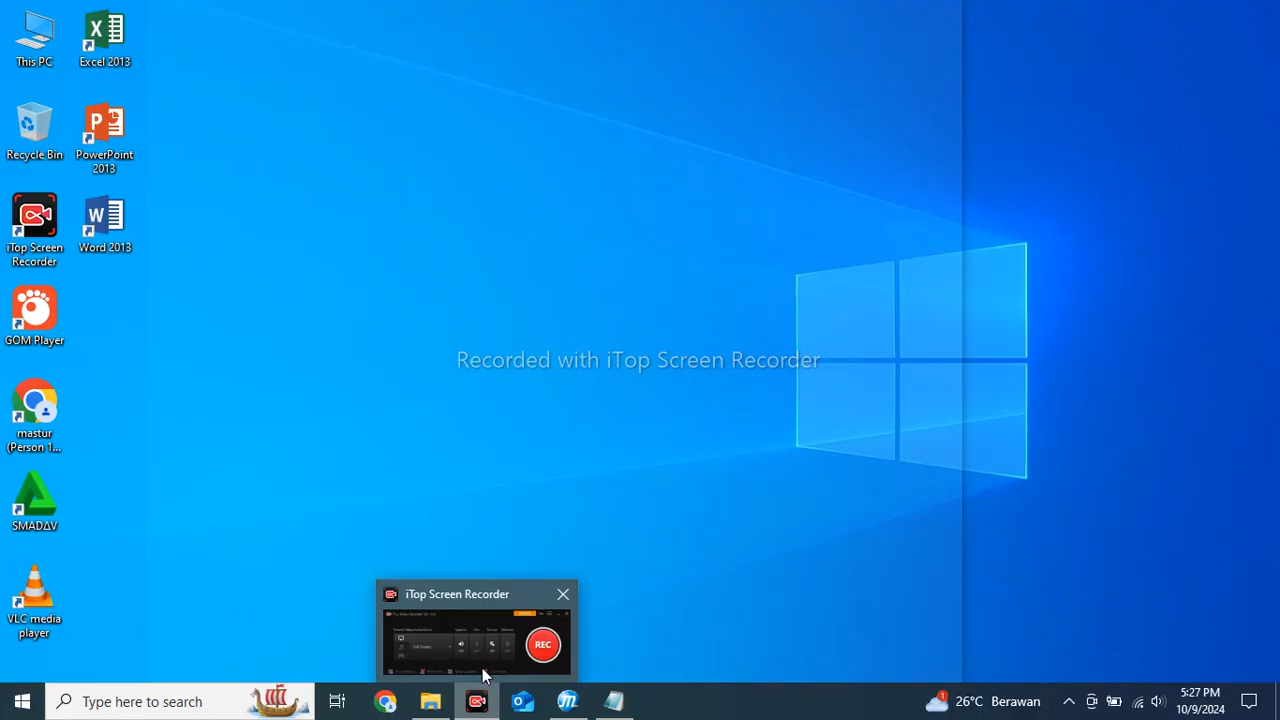 This PC
Excel 2013
Recycle Bin
PowerPoint
2013
iTop Screen
Recorder
Word 2013
GOM Player
mastur
(Person 1...
SMADΔV
VLC media
player
Recorded with iTop Screen Recorder
iTop Screen Recorder
REC
Type here to search
1
26°C Berawan
5:27 PM
10/9/2024